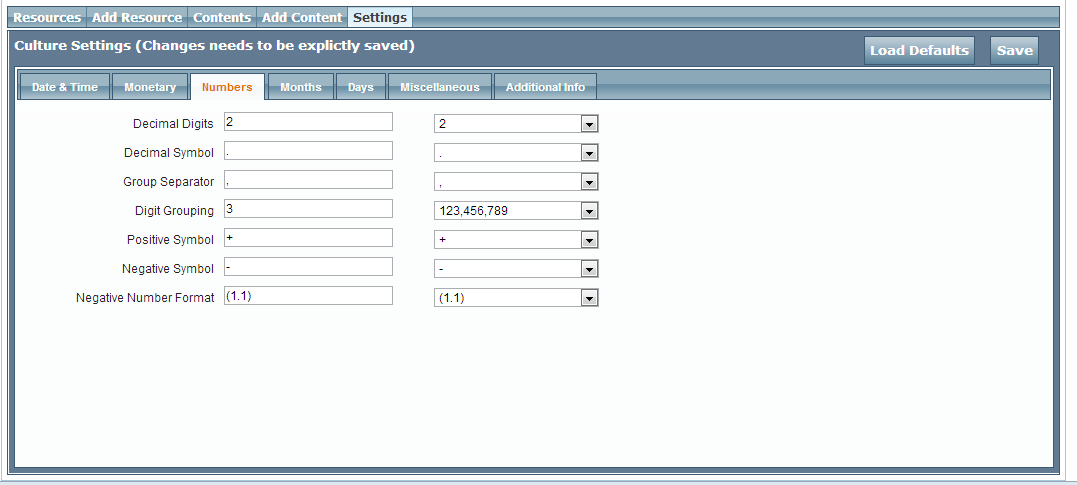 Resources Add Resource Contents Add Content Settings
Culture Settings (Changes needs to be explictly saved) Load Defaults Save
Date & Time Monetary Numbers Months Days Miscellaneous Additional Info
Decimal Digits 2 2
Decimal Symbol . .
Group Separator , ,
Digit Grouping 3 123,456,789
Positive Symbol + +
Negative Symbol - -
Negative Number Format (1.1) (1.1)